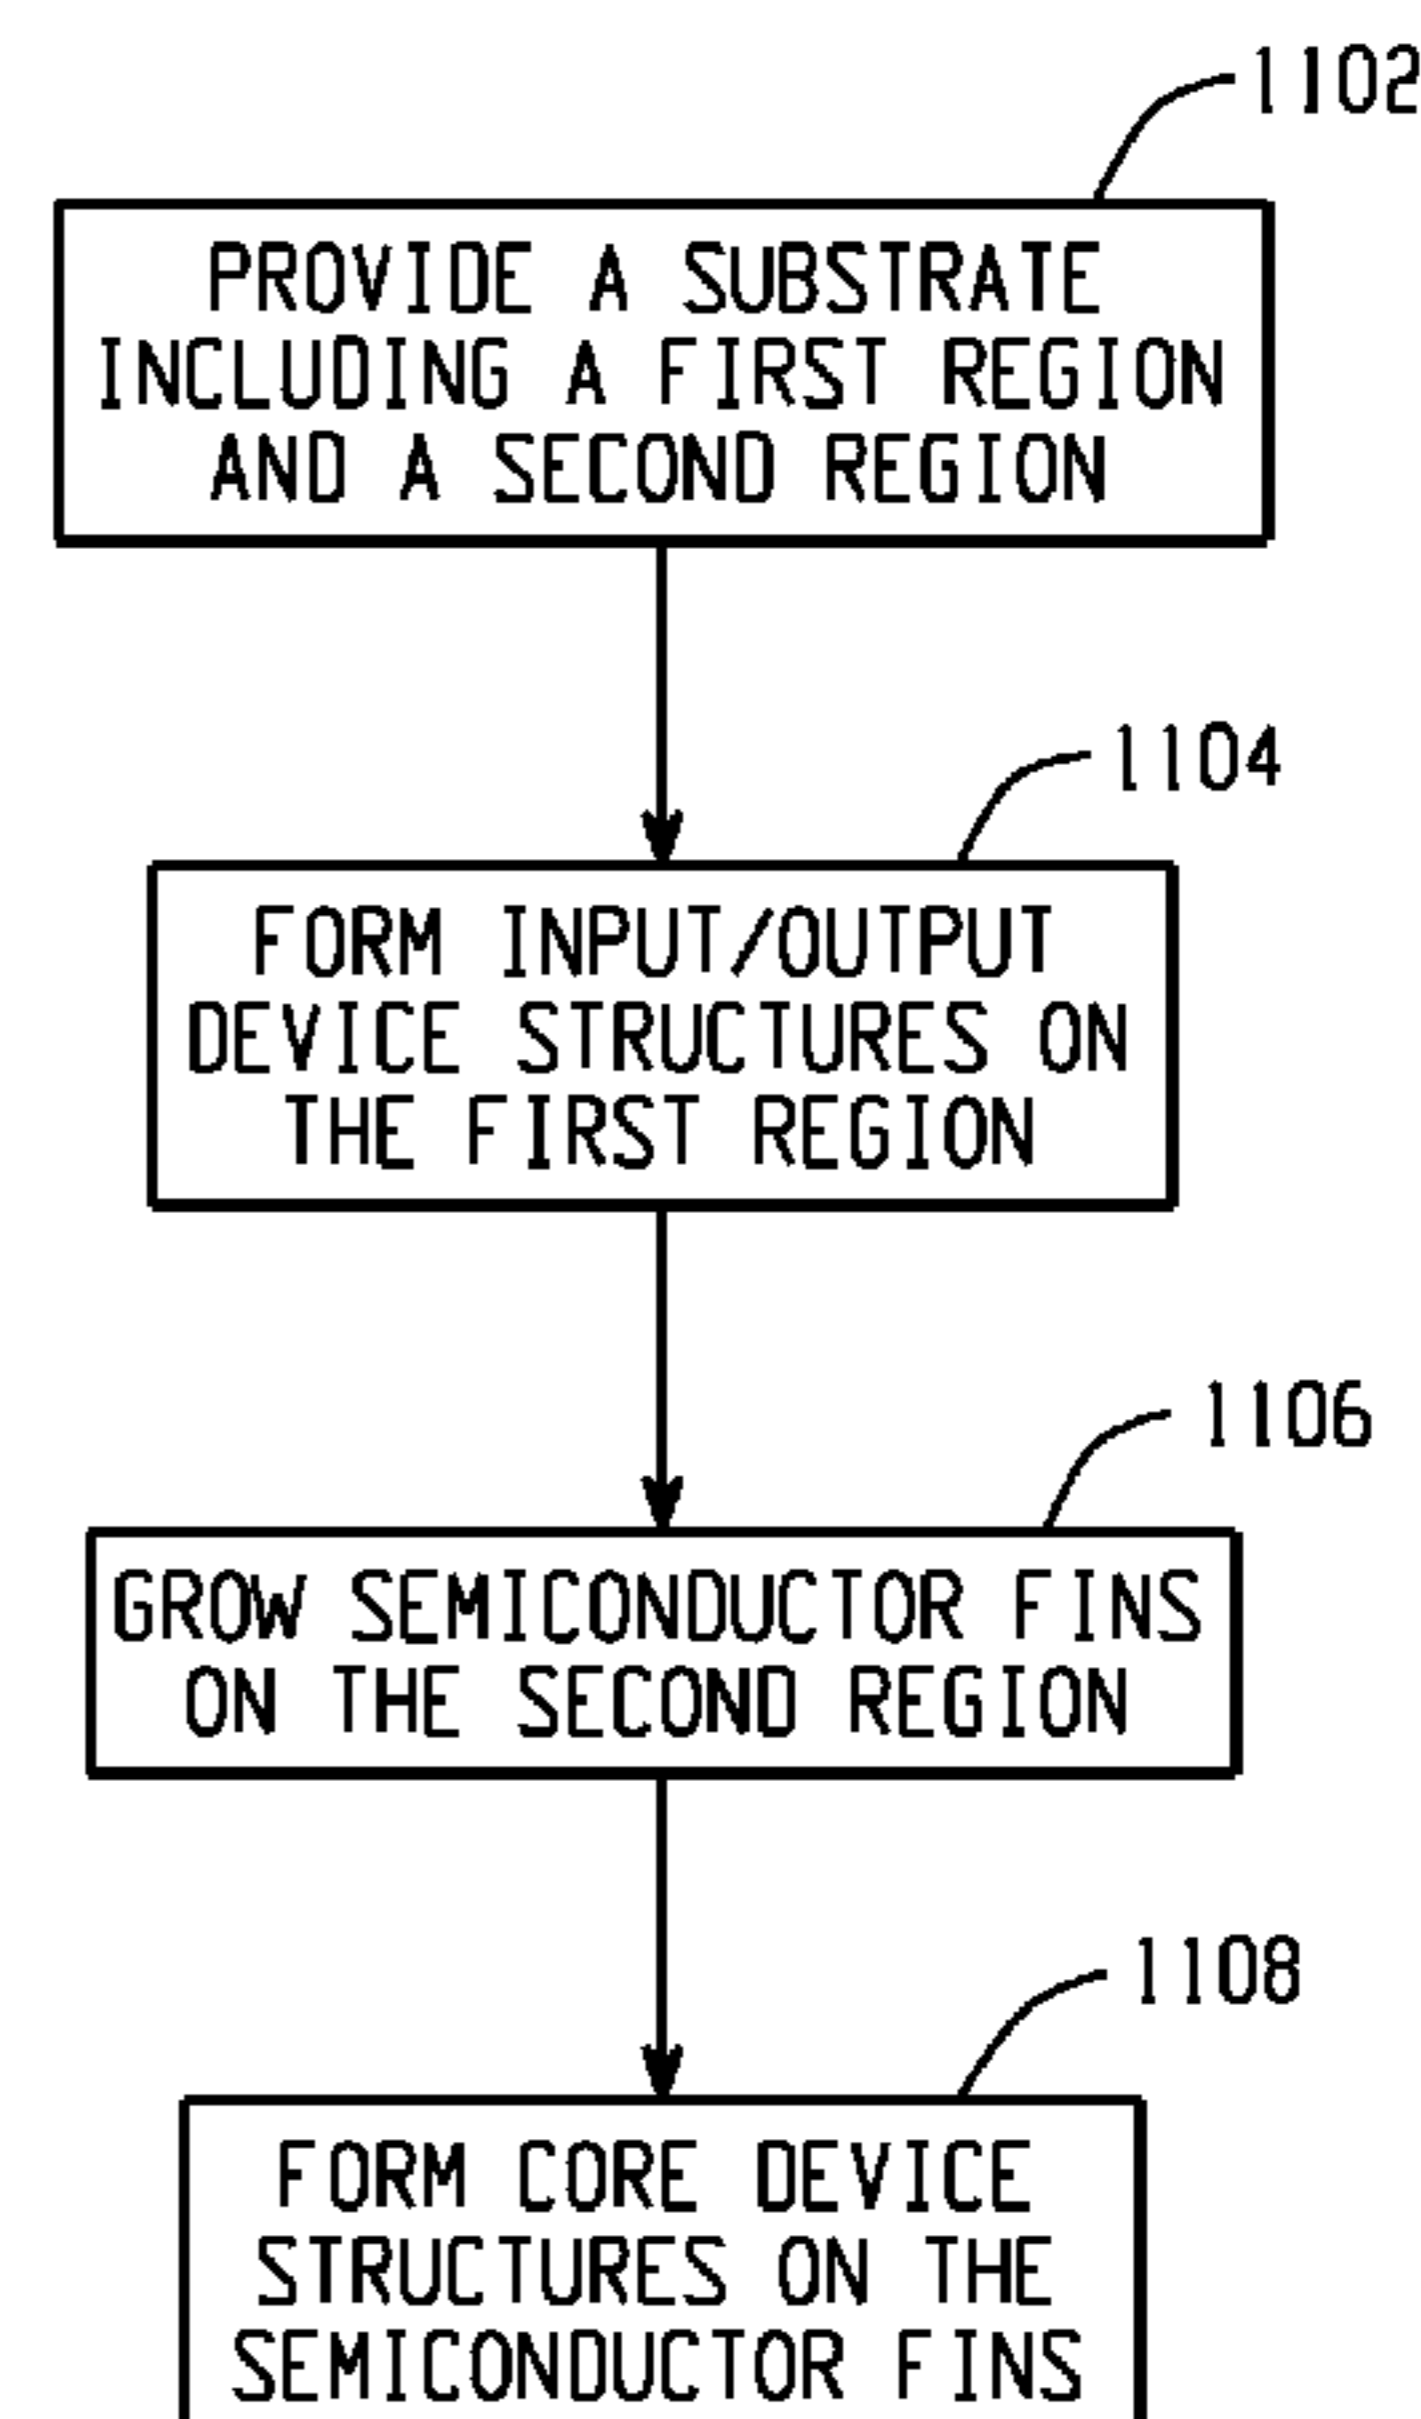 1102
PROVIDE A SUBSTRATE
INCLUDING A FIRST REGION
AND A SECOND REGION
1104
FORM INPUT/OUTPUT
DEVICE STRUCTURES ON
THE FIRST REGION
1106
GROW SEMICONDUCTOR FINS
ON THE SECOND REGION
1108
FORM CORE DEVICE
STRUCTURES ON THE
SEMICONDUCTOR FINS